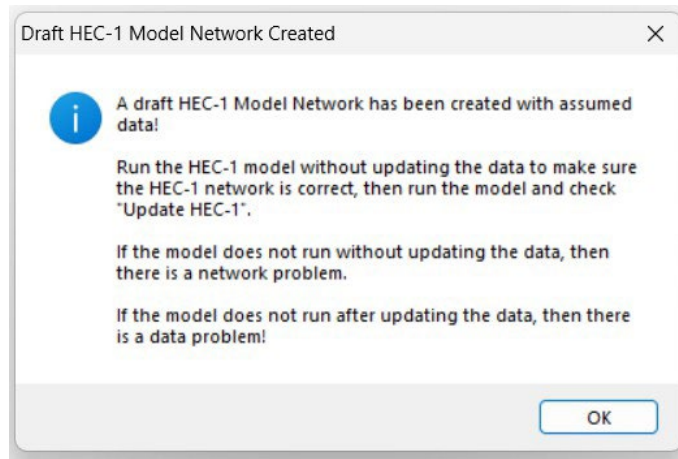 Draft HEC-1 Model Network Created
A draft HEC-1 Model Network has been created with assumed
data!
Run the HEC-1 model without updating the data to make sure
the HEC-1 network is correct, then run the model and check
"Update HEC-1".
If the model does not run without updating the data, then
there is a network problem.
If the model does not run after updating the data, then there
is a data problem!
OK